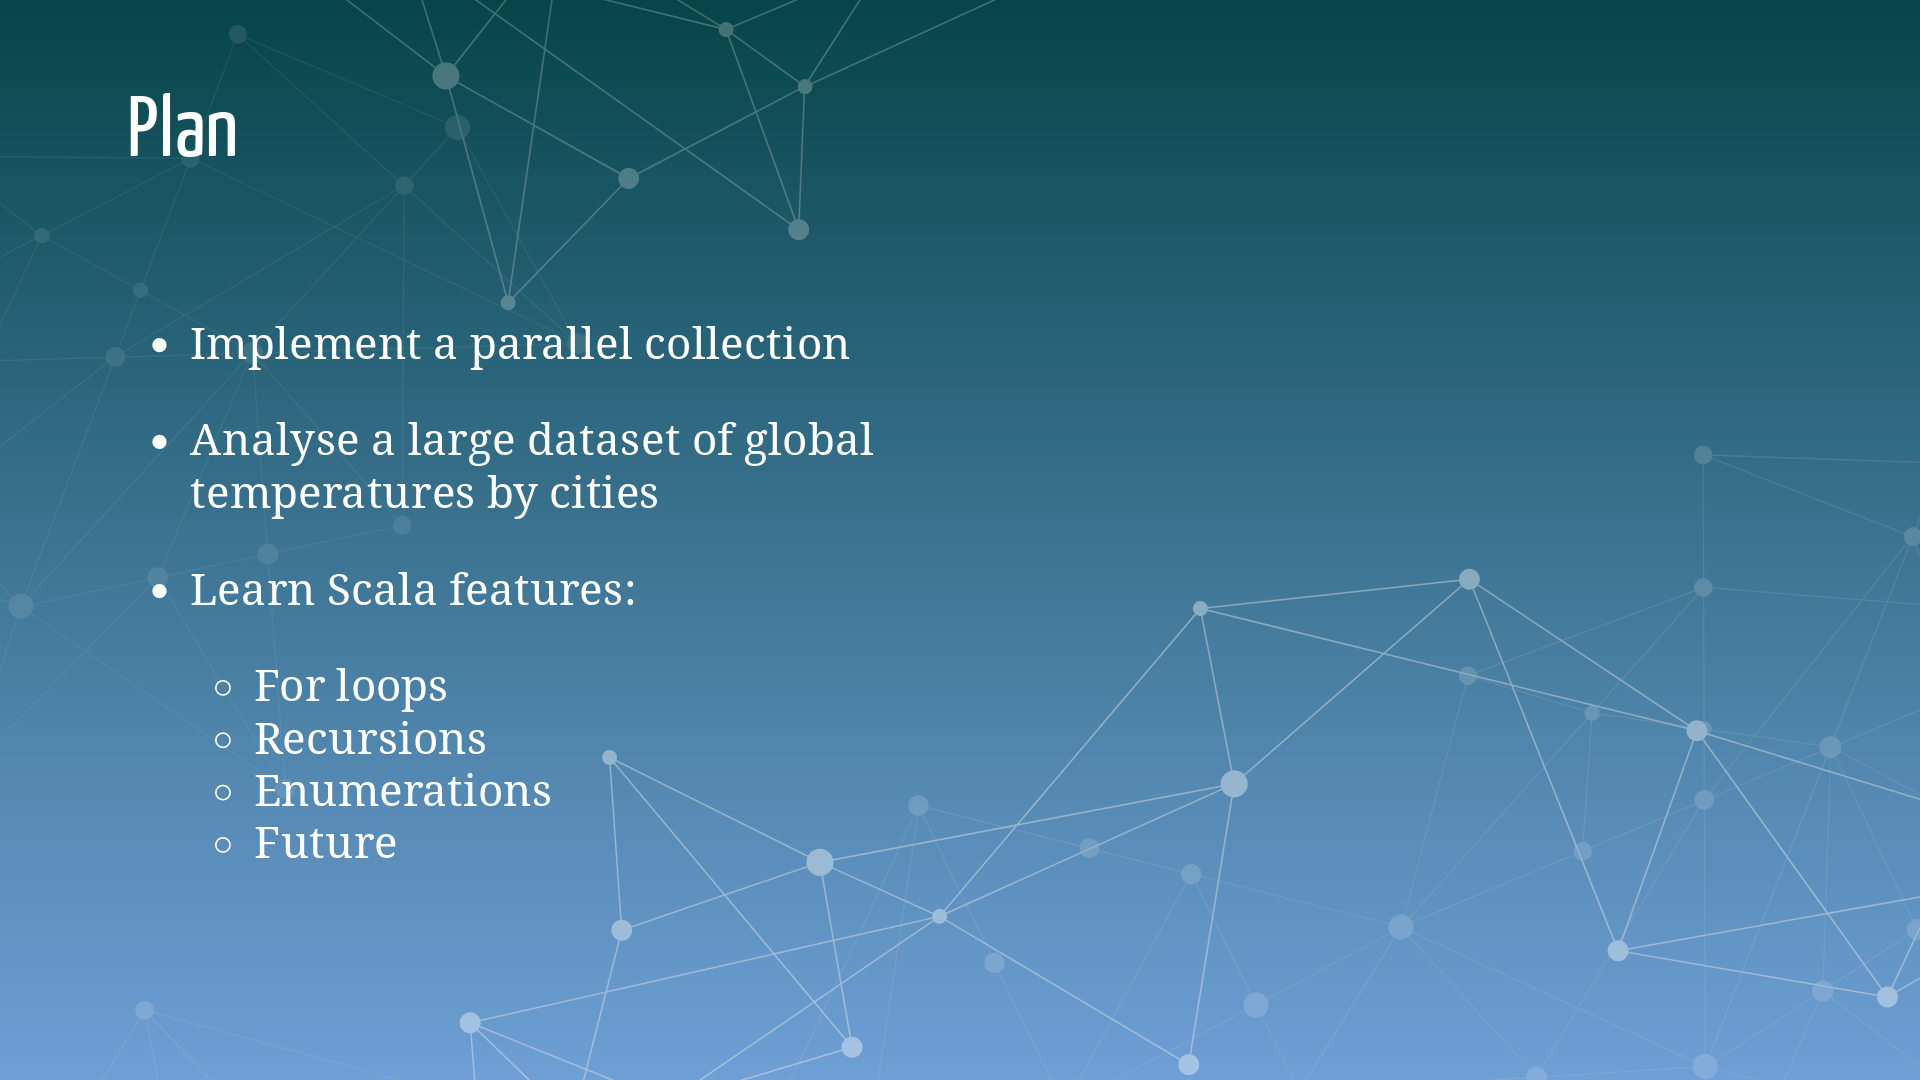 Plan
• Implement a parallel collection
• Analyse a large dataset of global
temperatures by cities
• Learn Scala features:
○ For loops
○ Recursions
○ Enumerations
○ Future